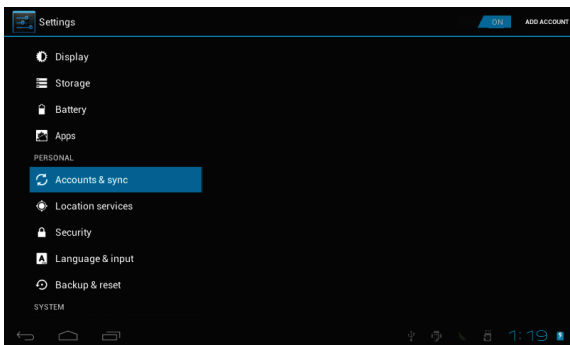 Settings
ON
ADD ACCOUNT
Display
Storage
Battery
Apps
PERSONAL
Accounts & sync
Location services
Security
Language & input
Backup & reset
SYSTEM
1:19